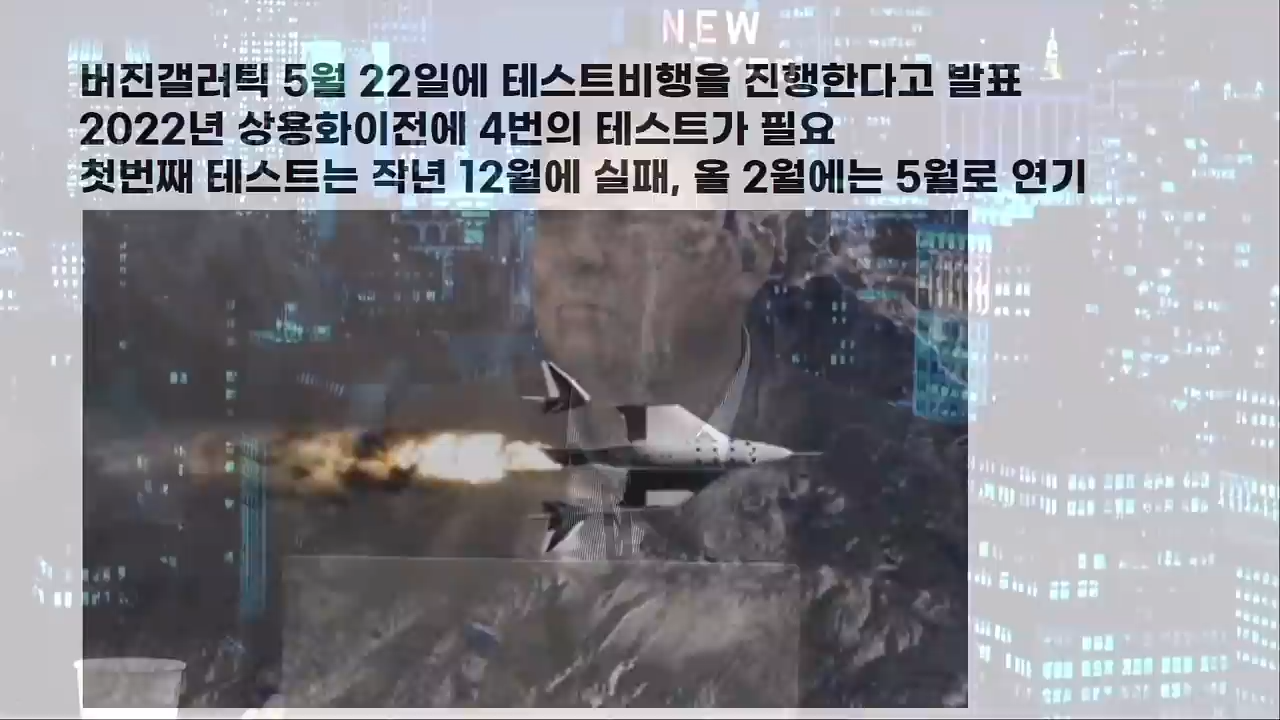 NEW
버진갤러틱 5월 22일에 테스트비행을 진행한다고 발표
2022년 상용화이전에 4번의 테스트가 필요
첫번째 테스트는 작년 12월에 실패, 올 2월에는 5월로 연기